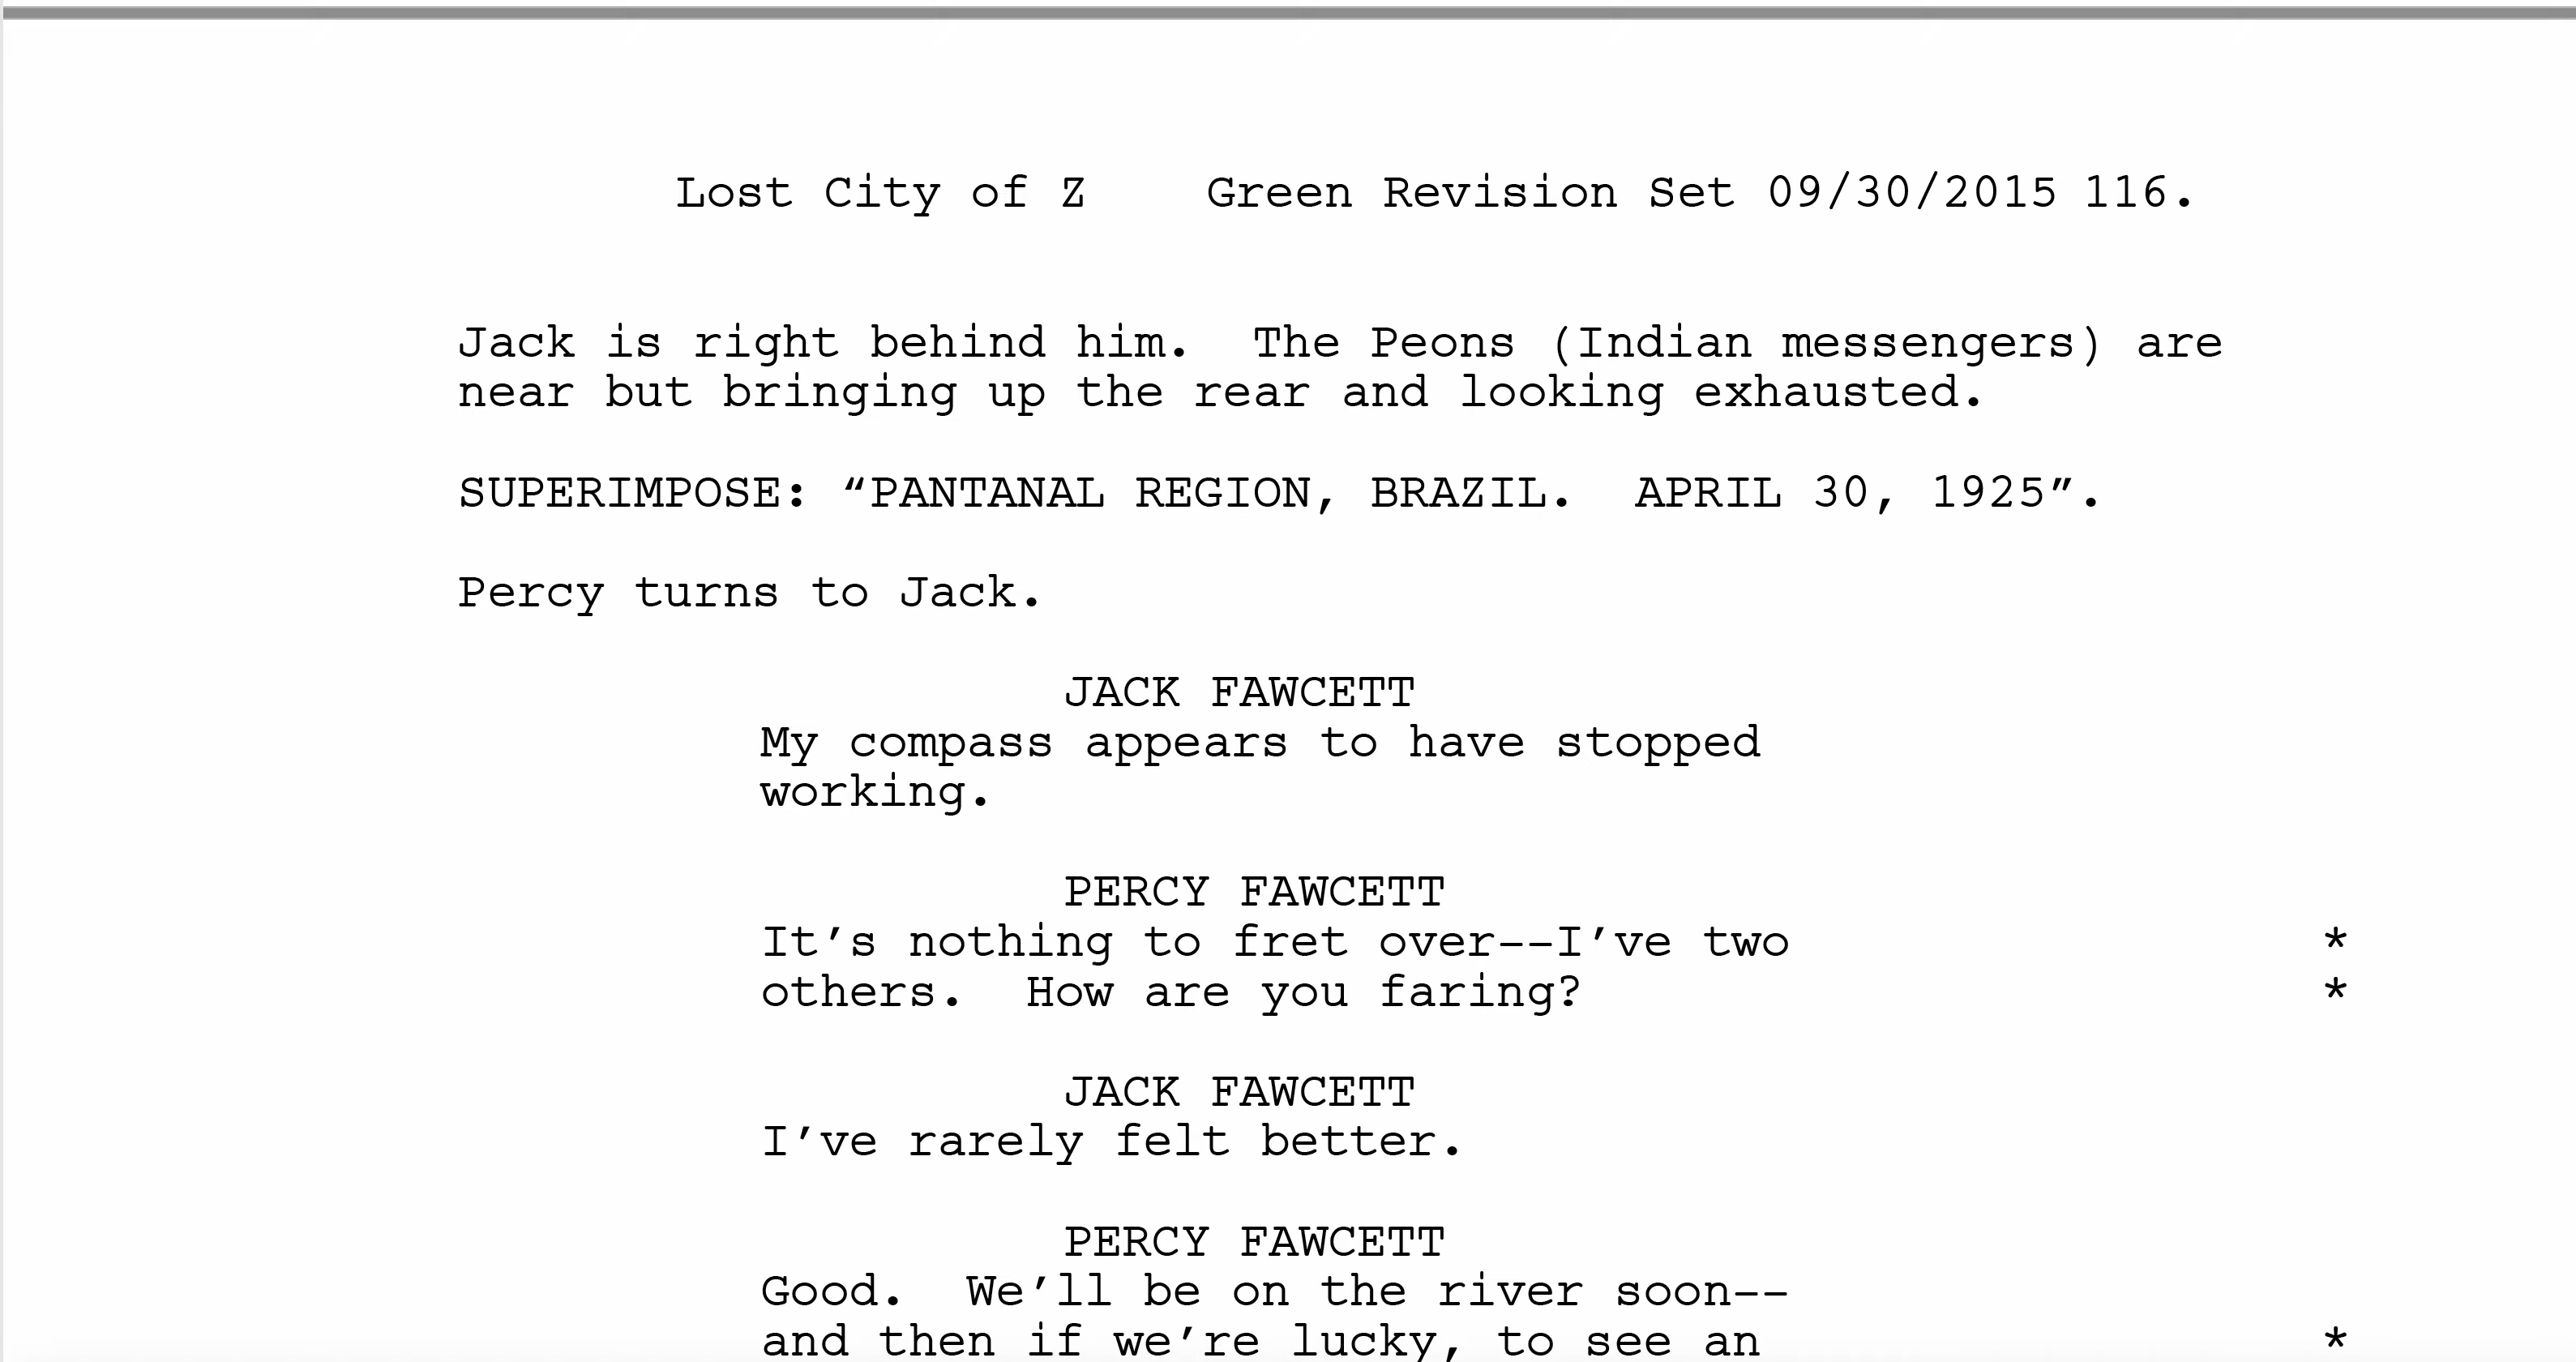 Lost City of Z    Green Revision Set 09/30/2015 116.
Jack is right behind him.  The Peons (Indian messengers) are
near but bringing up the rear and looking exhausted.
SUPERIMPOSE: “PANTANAL REGION, BRAZIL.  APRIL 30, 1925”.
Percy turns to Jack.
JACK FAWCETT
My compass appears to have stopped
working.
PERCY FAWCETT
It’s nothing to fret over--I’ve two *
others.  How are you faring? *
JACK FAWCETT
I’ve rarely felt better.
PERCY FAWCETT
Good.  We’ll be on the river soon--
and then if we’re lucky, to see an *